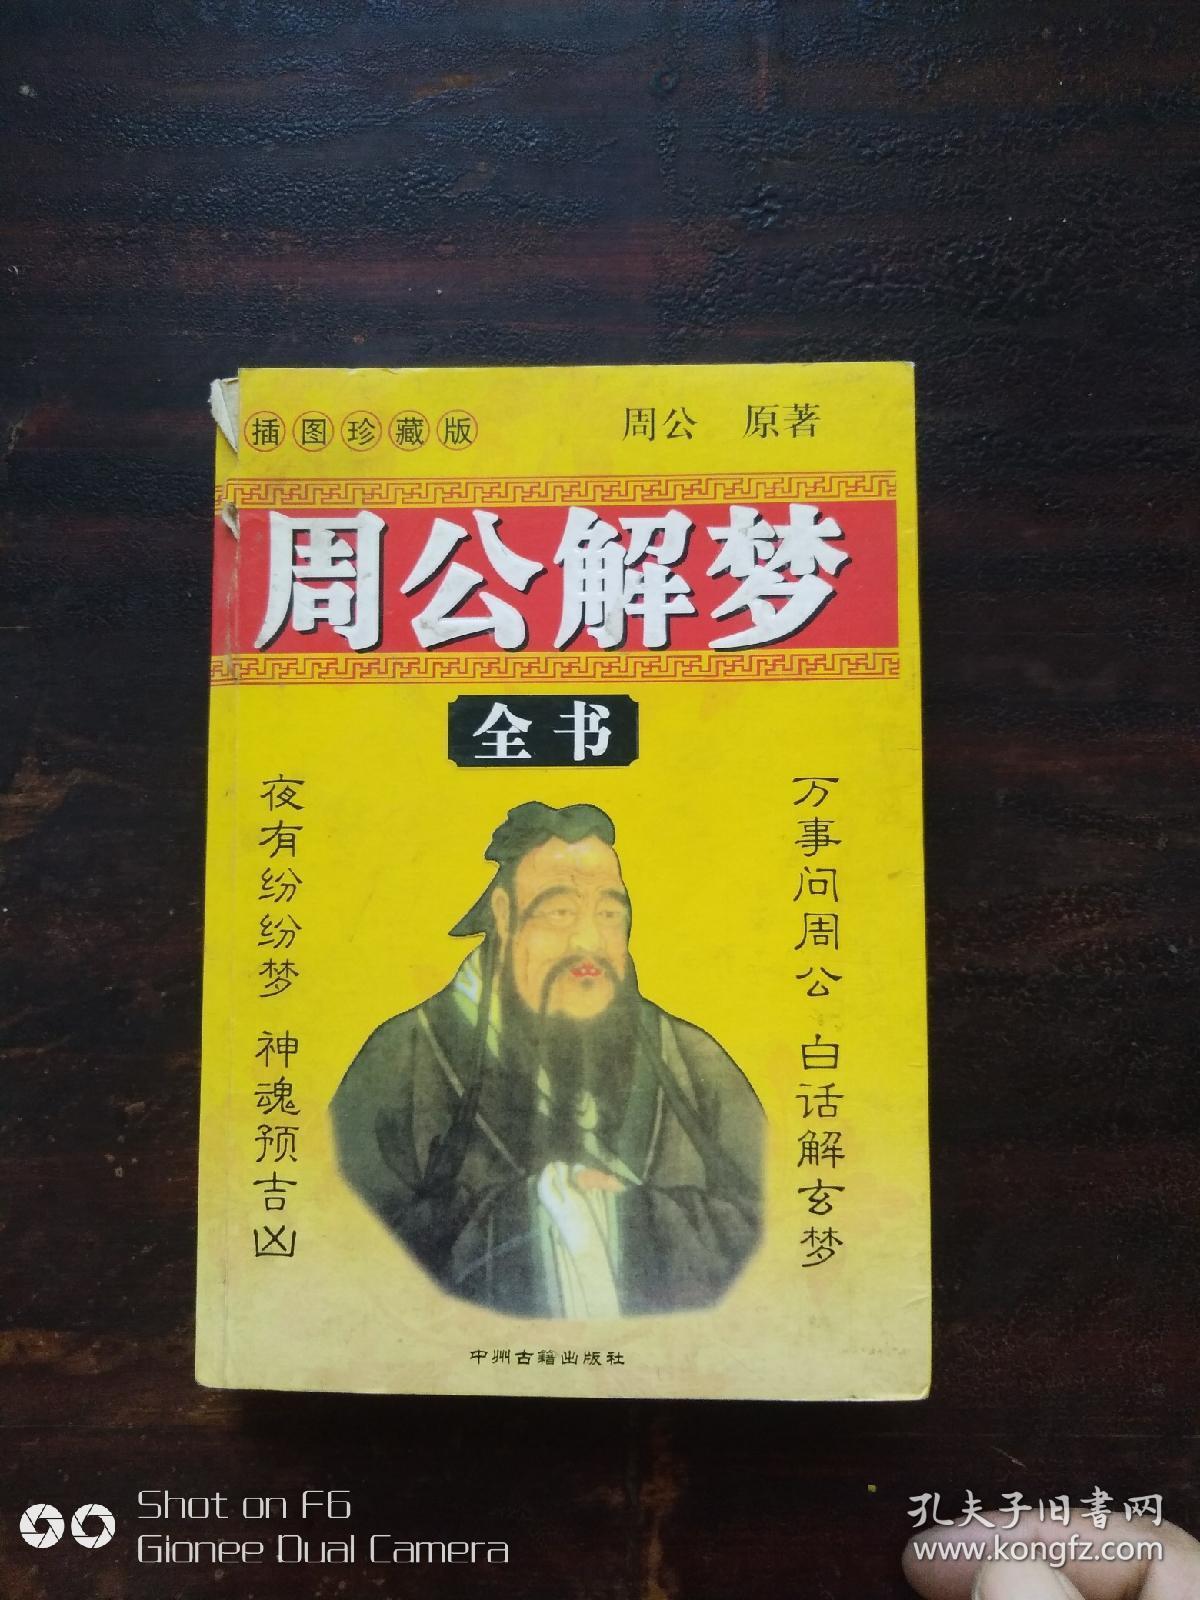 插图珍藏版
周公 原著
周公解梦
全书
夜有纷纷梦 神魂预吉凶
万事问周公 白话解玄梦
中州古籍出版社
Shot on F6
Gionee Dual Camera
孔夫子旧书网
www.kongfz.com